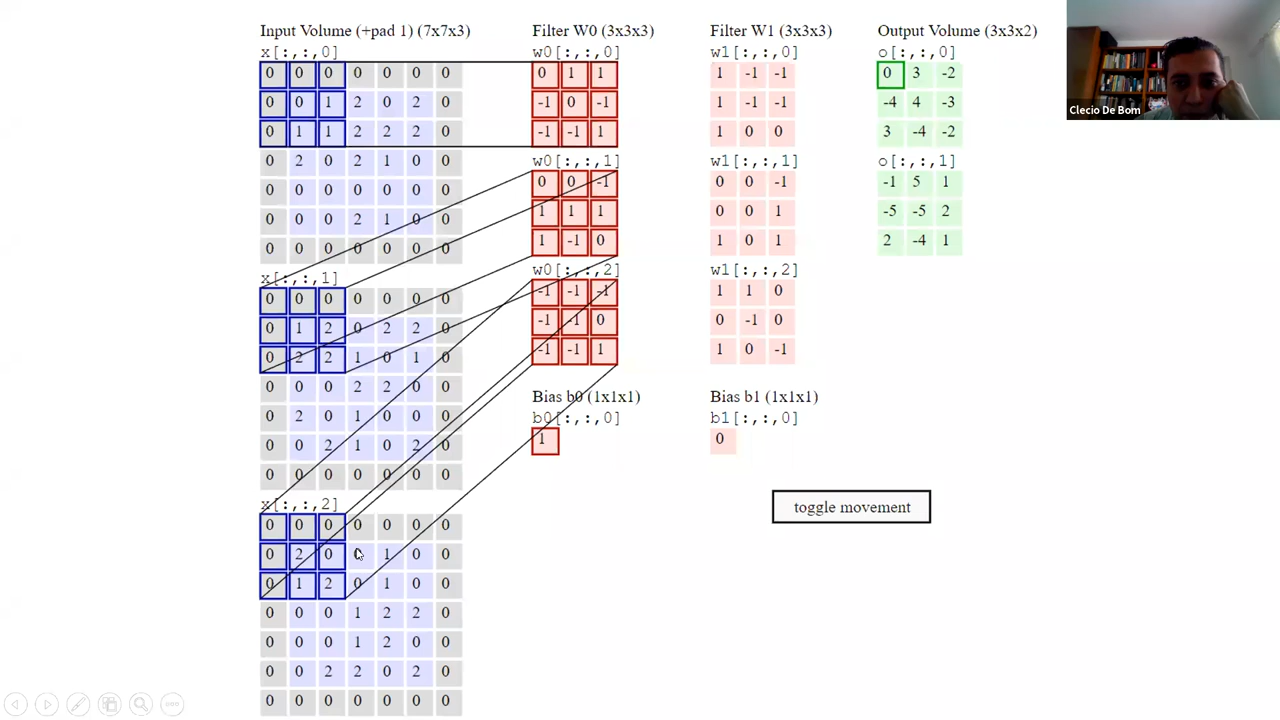 Input Volume (+pad 1) (7x7x3)
x[:,:,0]
0 0 0 0 0 0 0
0 0 1 2 0 2 0
0 1 1 2 2 2 0
0 2 0 2 1 0 0
0 0 0 0 0 0 0
0 0 0 2 1 0 0
0 0 0 0 0 0 0
x[:,:,1]
0 0 0 0 0 0 0
0 1 2 0 2 2 0
0 2 2 1 0 1 0
0 0 0 2 2 0 0
0 2 0 1 0 0 0
0 0 2 1 0 2 0
0 0 0 0 0 0 0
x[:,:,2]
0 0 0 0 0 0 0
0 2 0 0 1 0 0
0 1 2 0 1 0 0
0 0 0 1 2 2 0
0 0 0 1 2 0 0
0 0 2 2 0 2 0
0 0 0 0 0 0 0
Filter W0 (3x3x3)
w0[:,:,0]
0 1 1
-1 0 -1
-1 -1 1
w0[:,:,1]
0 0 -1
1 1 1
1 -1 0
w0[:,:,2]
-1 -1 -1
-1 -1 0
-1 -1 1
Bias b0 (1x1x1)
b0[:,:,0]
1
Filter W1 (3x3x3)
w1[:,:,0]
1 -1 -1
1 -1 -1
1 0 0
w1[:,:,1]
0 0 -1
0 0 1
1 0 1
w1[:,:,2]
1 1 0
0 -1 0
1 0 -1
Bias b1 (1x1x1)
b1[:,:,0]
0
Output Volume (3x3x2)
o[:,:,0]
0 3 -2
-4 4 -3
3 -4 -2
o[:,:,1]
-1 5 1
-5 -5 2
2 -4 1
toggle movement
Clecio De Bom